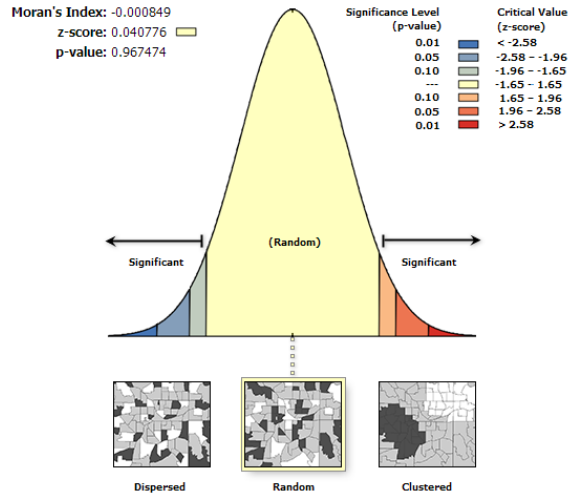 Moran's Index: -0.000849
z-score: 0.040776
p-value: 0.967474
Significance Level
(p-value)
Critical Value
(z-score)
0.01 < -2.58
0.05 -2.58 – -1.96
0.10 -1.96 – -1.65
--- -1.65 – 1.65
0.10 1.65 – 1.96
0.05 1.96 – 2.58
0.01 > 2.58
(Random)
Significant
Significant
Dispersed
Random
Clustered